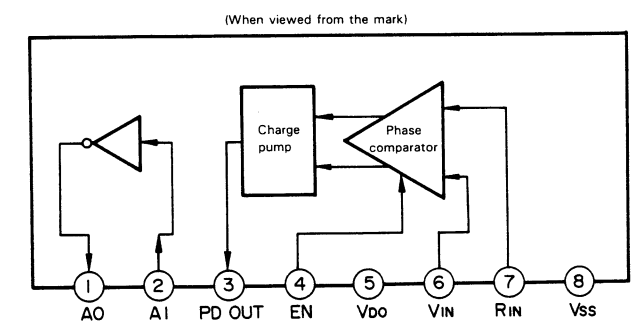 (When viewed from the mark)
Charge
pump
Phase
comparator
1 2 3 4 5 6 7 8
AO AI PD OUT EN VDO VIN RIN VSS